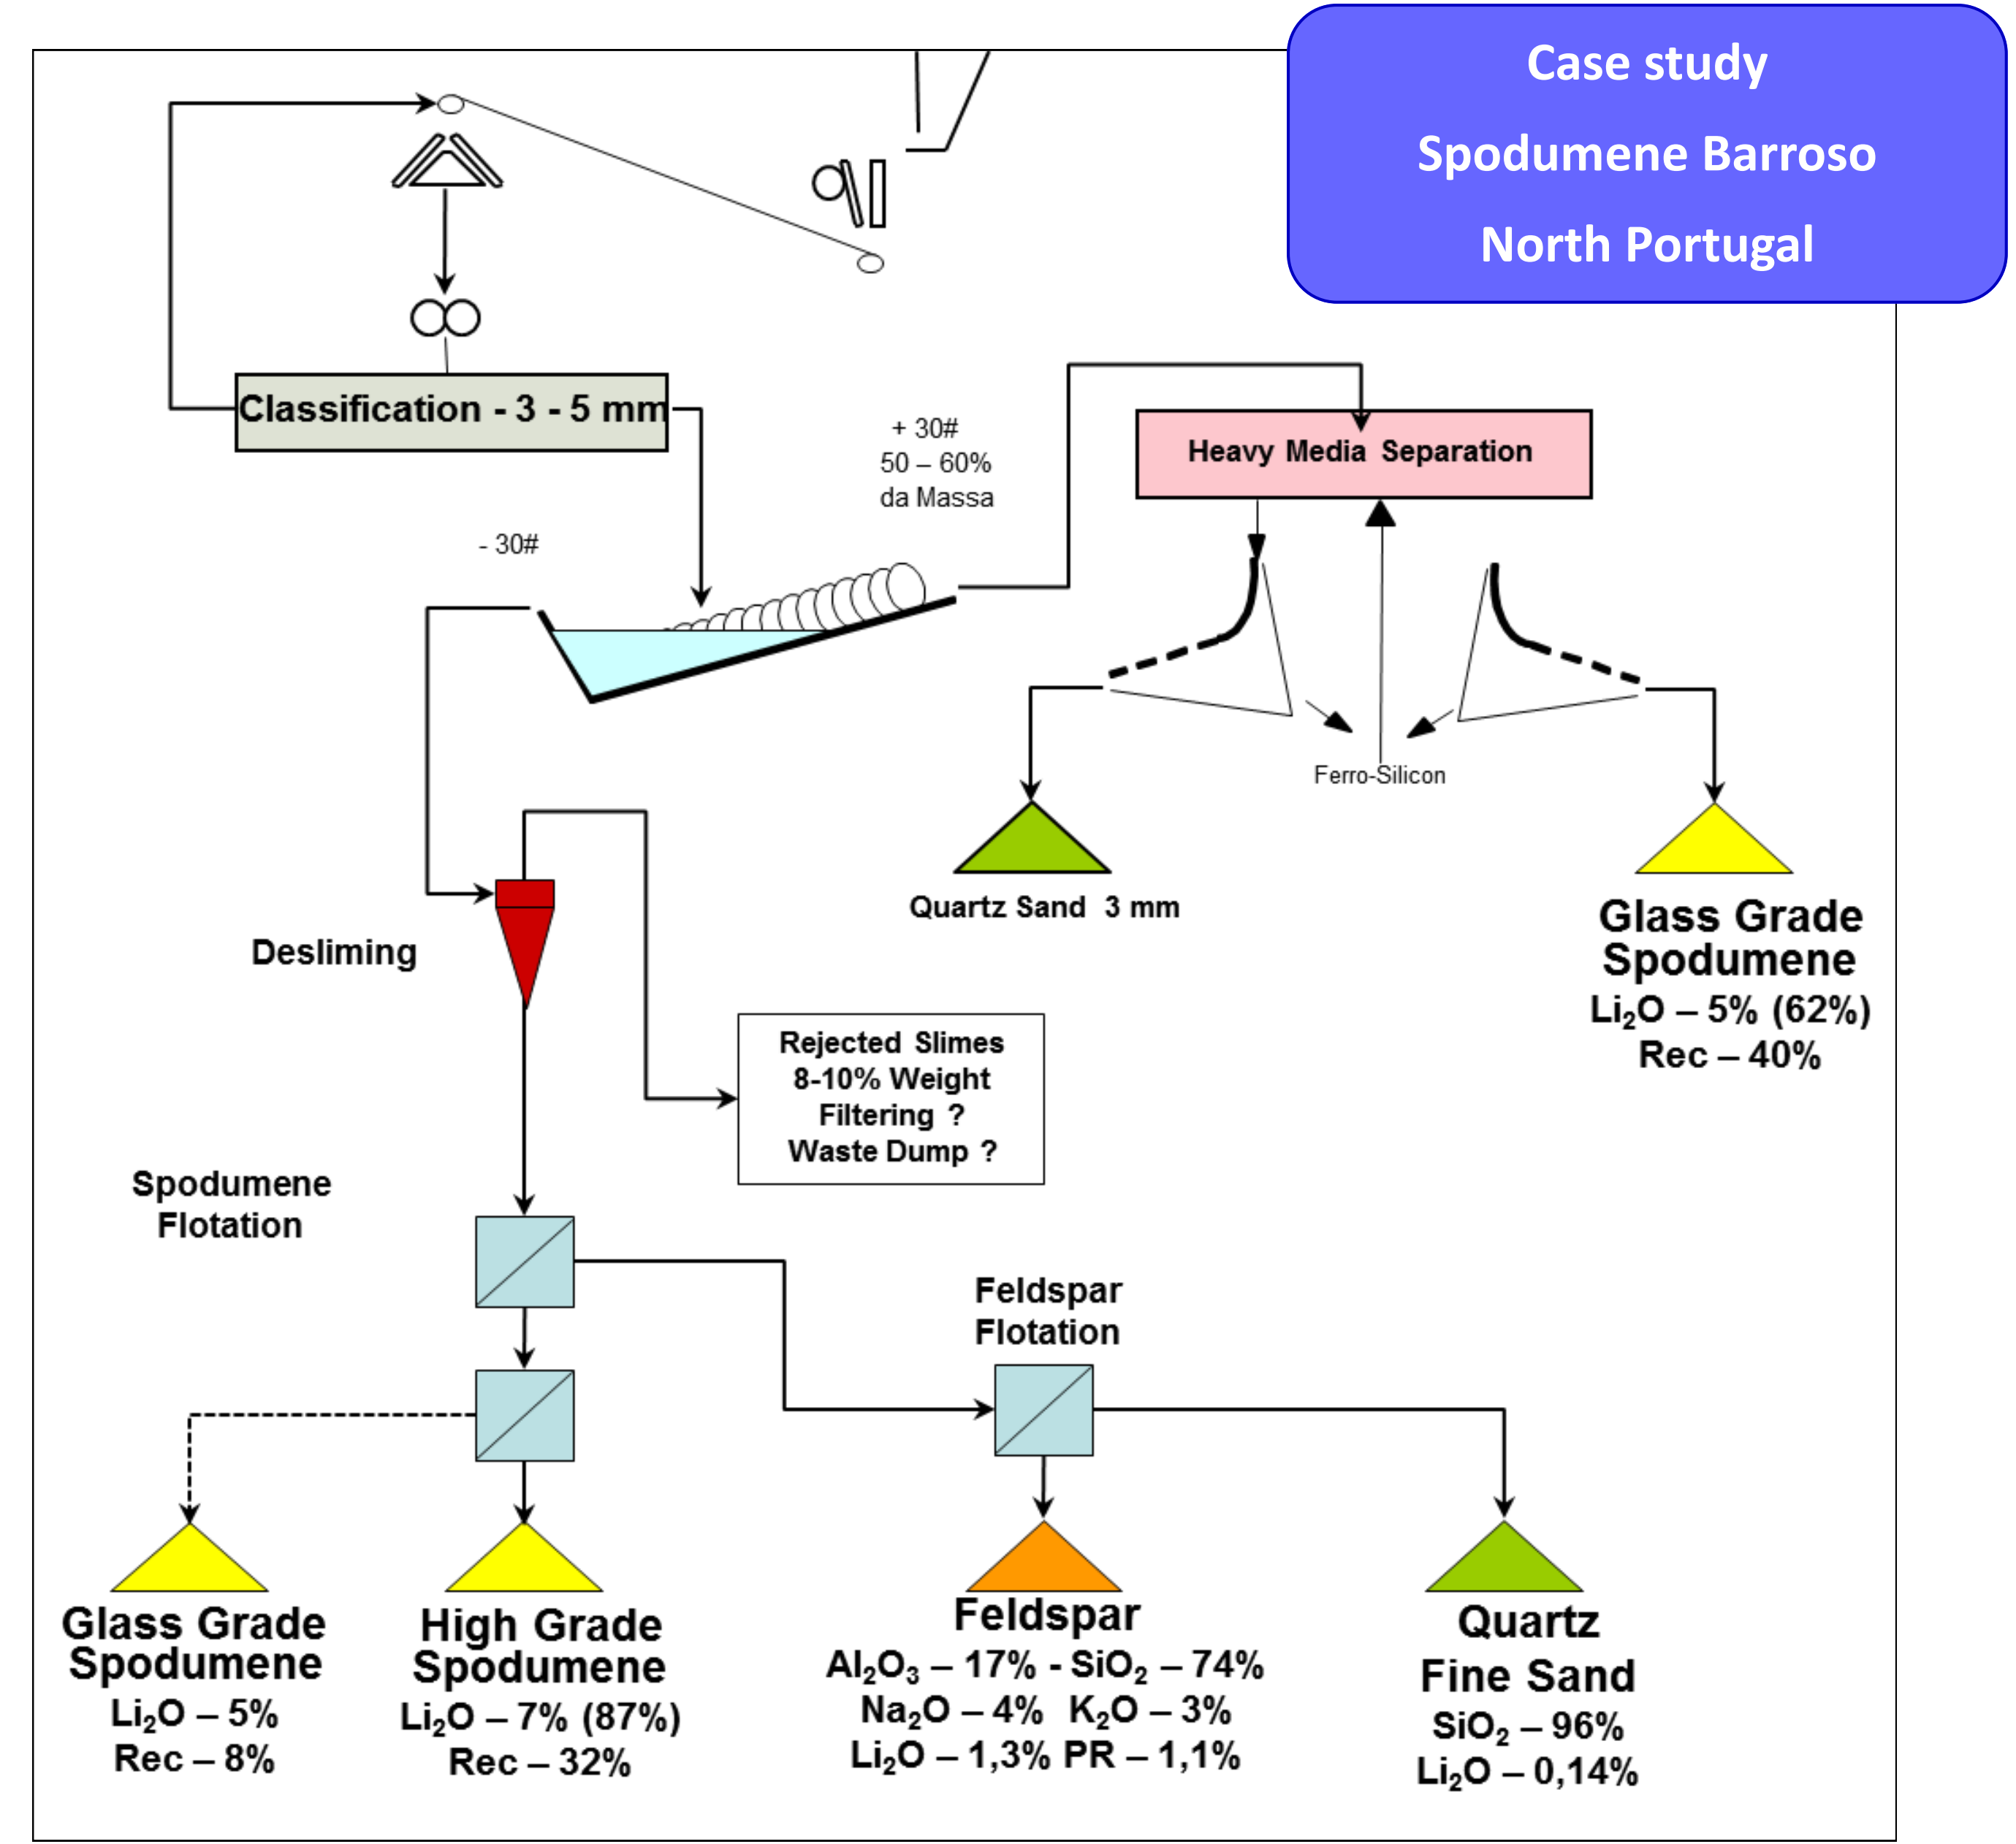 Case study
Spodumene Barroso
North Portugal
Classification - 3 - 5 mm
+ 30#
50 – 60%
da Massa
- 30#
Heavy Media Separation
Ferro-Silicon
Quartz Sand 3 mm
Glass Grade
Spodumene
Li₂O – 5% (62%)
Rec – 40%
Desliming
Rejected Slimes
8-10% Weight
Filtering ?
Waste Dump ?
Spodumene
Flotation
Feldspar
Flotation
Glass Grade
Spodumene
Li₂O – 5%
Rec – 8%
High Grade
Spodumene
Li₂O – 7% (87%)
Rec – 32%
Feldspar
Al₂O₃ – 17% - SiO₂ – 74%
Na₂O – 4% K₂O – 3%
Li₂O – 1,3% PR – 1,1%
Quartz
Fine Sand
SiO₂ – 96%
Li₂O – 0,14%